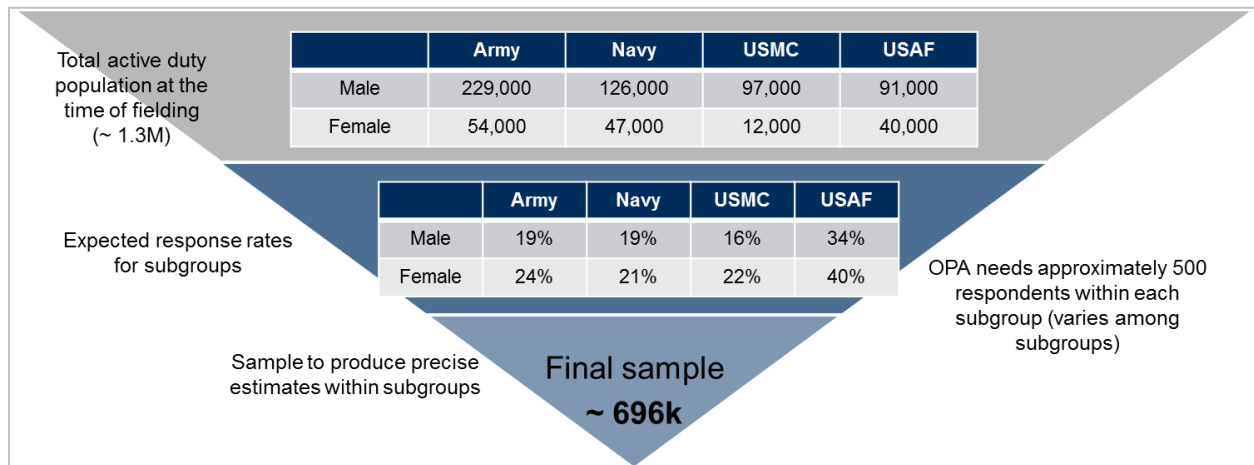 Total active duty
population at the
time of fielding
(~ 1.3M)
Army Navy USMC USAF
Male 229,000 126,000 97,000 91,000
Female 54,000 47,000 12,000 40,000
Expected response rates
for subgroups
Army Navy USMC USAF
Male 19% 19% 16% 34%
Female 24% 21% 22% 40%
OPA needs approximately 500
respondents within each
subgroup (varies among
subgroups)
Sample to produce precise
estimates within subgroups
Final sample
~ 696k